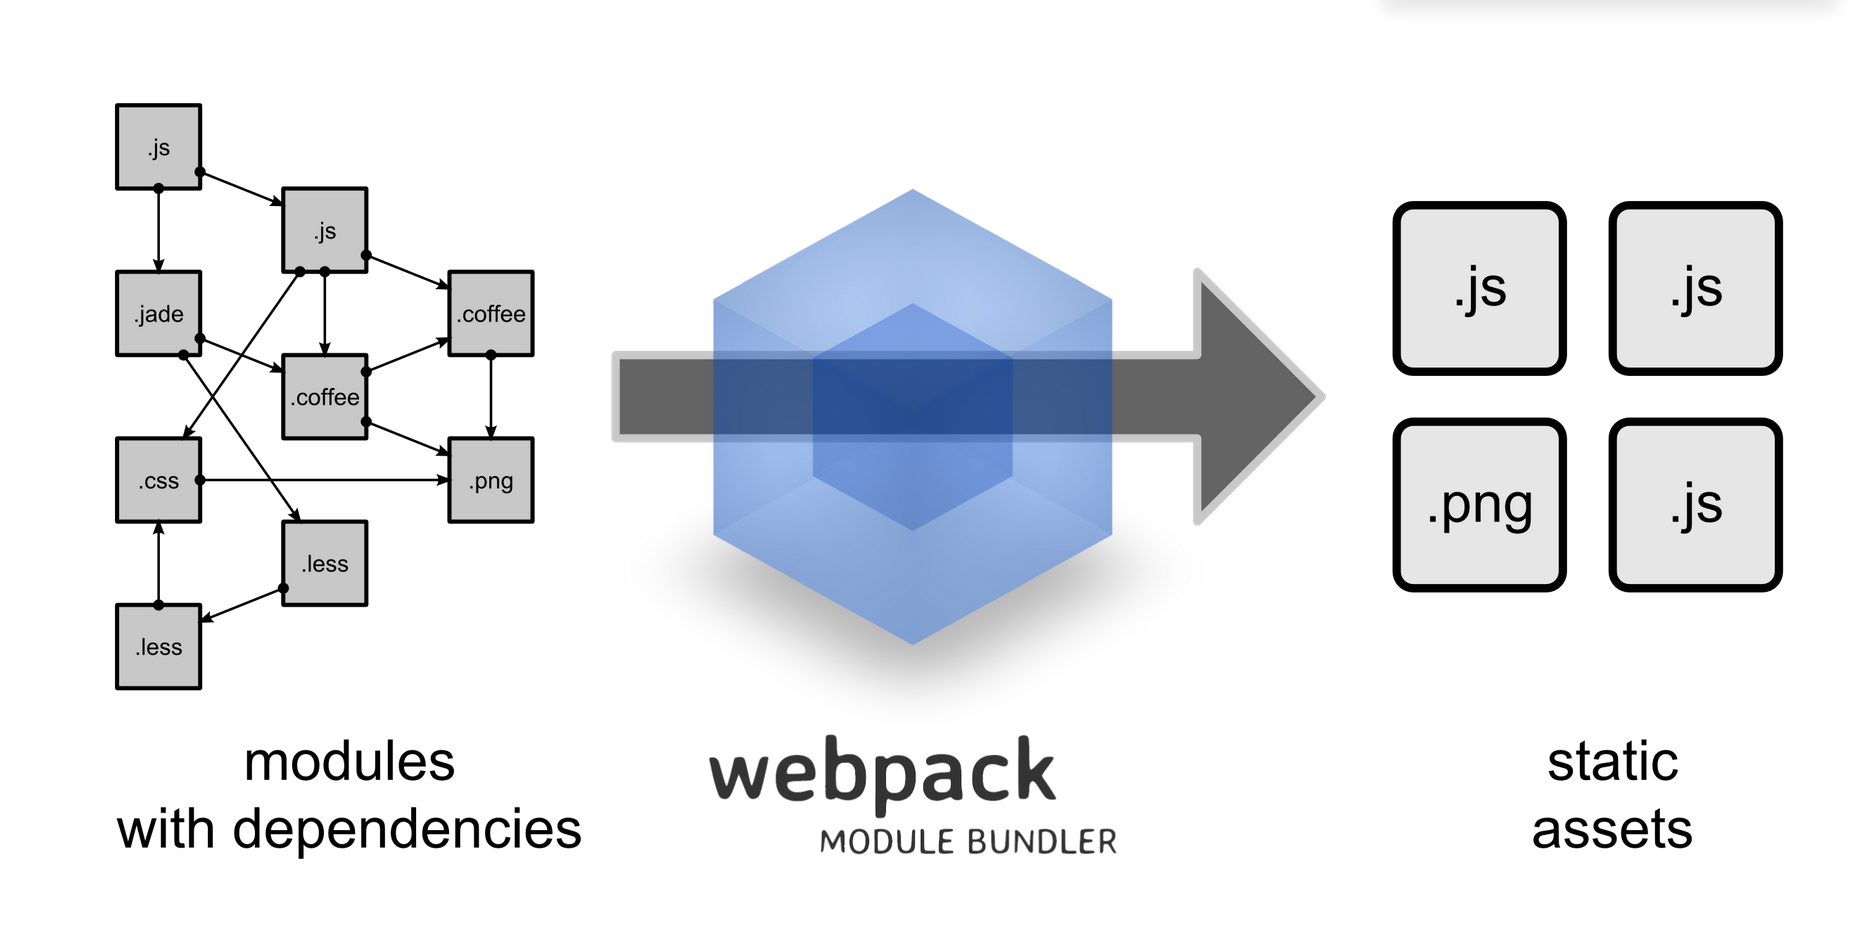 .js
.js
.jade
.coffee
.coffee
.css
.png
.less
.less
modules
with dependencies
webpack
MODULE BUNDLER
.js
.js
.png
.js
static
assets